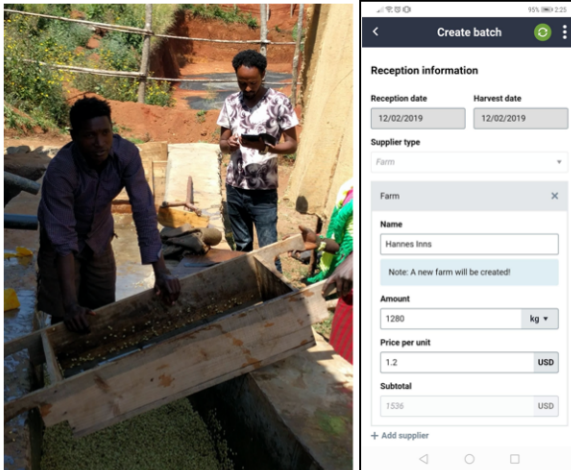 95% 2:25
Create batch
Reception information
Reception date Harvest date
12/02/2019 12/02/2019
Supplier type
Farm
Farm
Name
Hannes Inns
Note: A new farm will be created!
Amount
1280 kg
Price per unit
1.2 USD
Subtotal
1536 USD
+ Add supplier